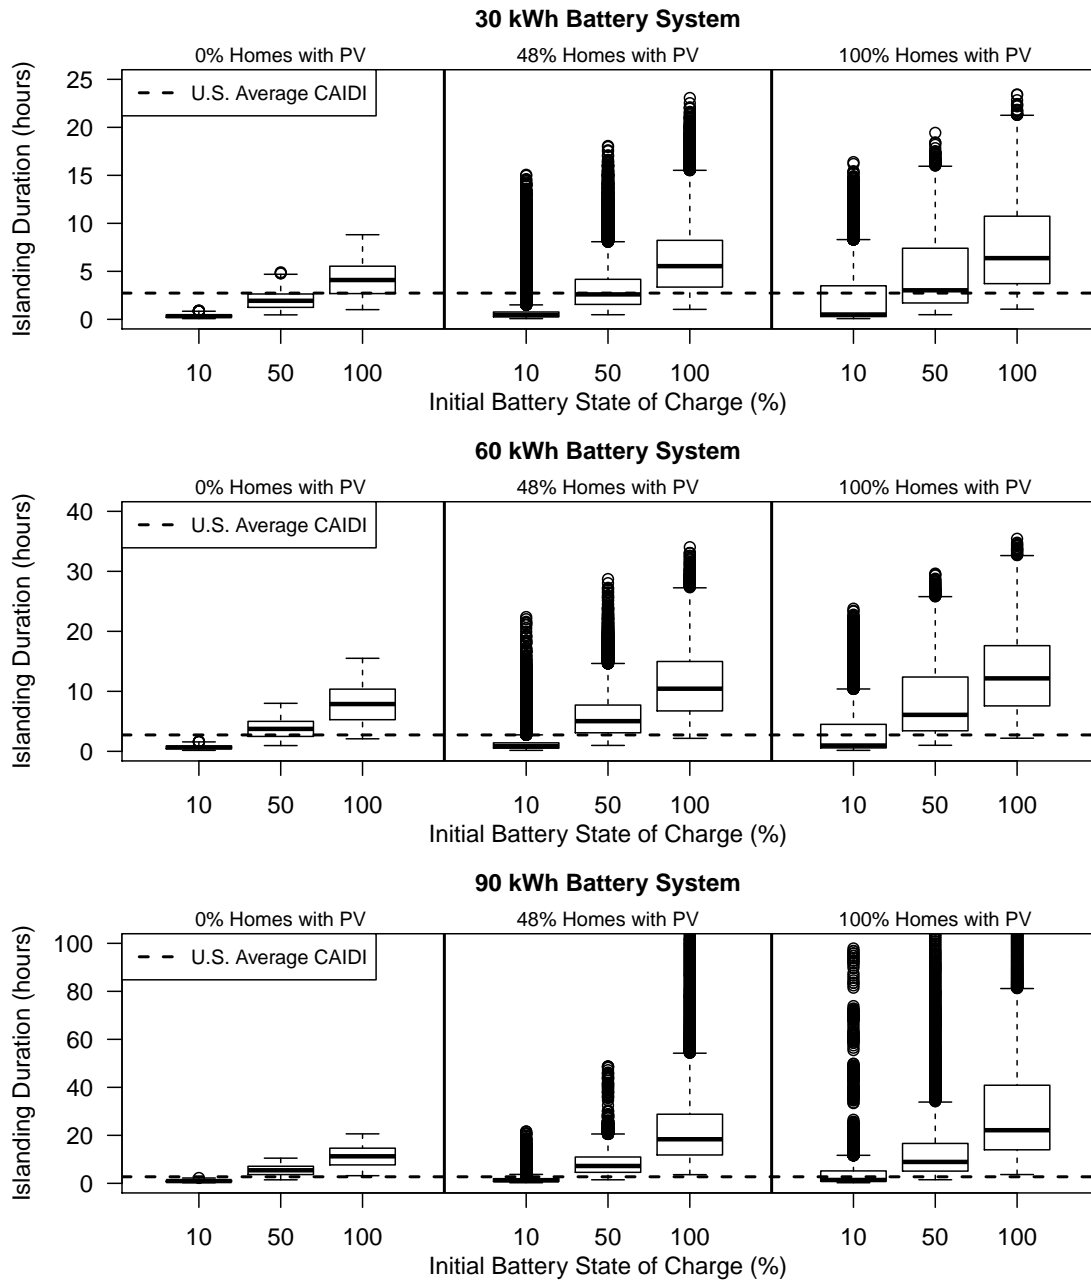 30 kWh Battery System
0% Homes with PV 48% Homes with PV 100% Homes with PV
U.S. Average CAIDI
Islanding Duration (hours)
25
20
15
10
5
0
10 50 100 10 50 100 10 50 100
Initial Battery State of Charge (%)
60 kWh Battery System
0% Homes with PV 48% Homes with PV 100% Homes with PV
U.S. Average CAIDI
Islanding Duration (hours)
40
30
20
10
0
10 50 100 10 50 100 10 50 100
Initial Battery State of Charge (%)
90 kWh Battery System
0% Homes with PV 48% Homes with PV 100% Homes with PV
U.S. Average CAIDI
Islanding Duration (hours)
100
80
60
40
20
0
10 50 100 10 50 100 10 50 100
Initial Battery State of Charge (%)